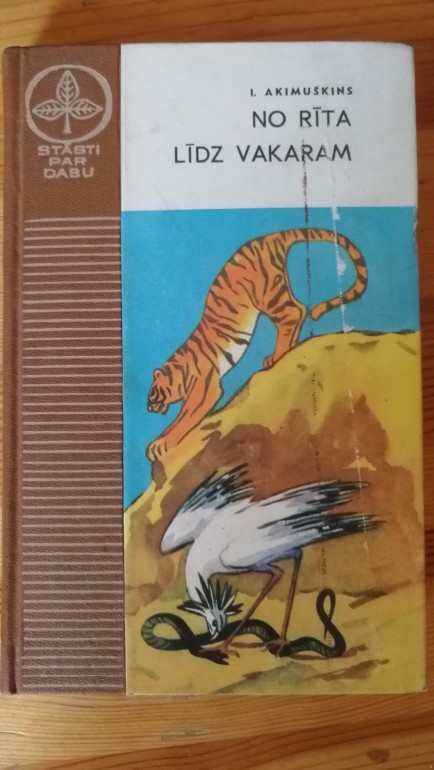 STĀSTI
PAR
DABU
I. AKIMUŠKINS
NO RĪTA
LĪDZ VAKARAM